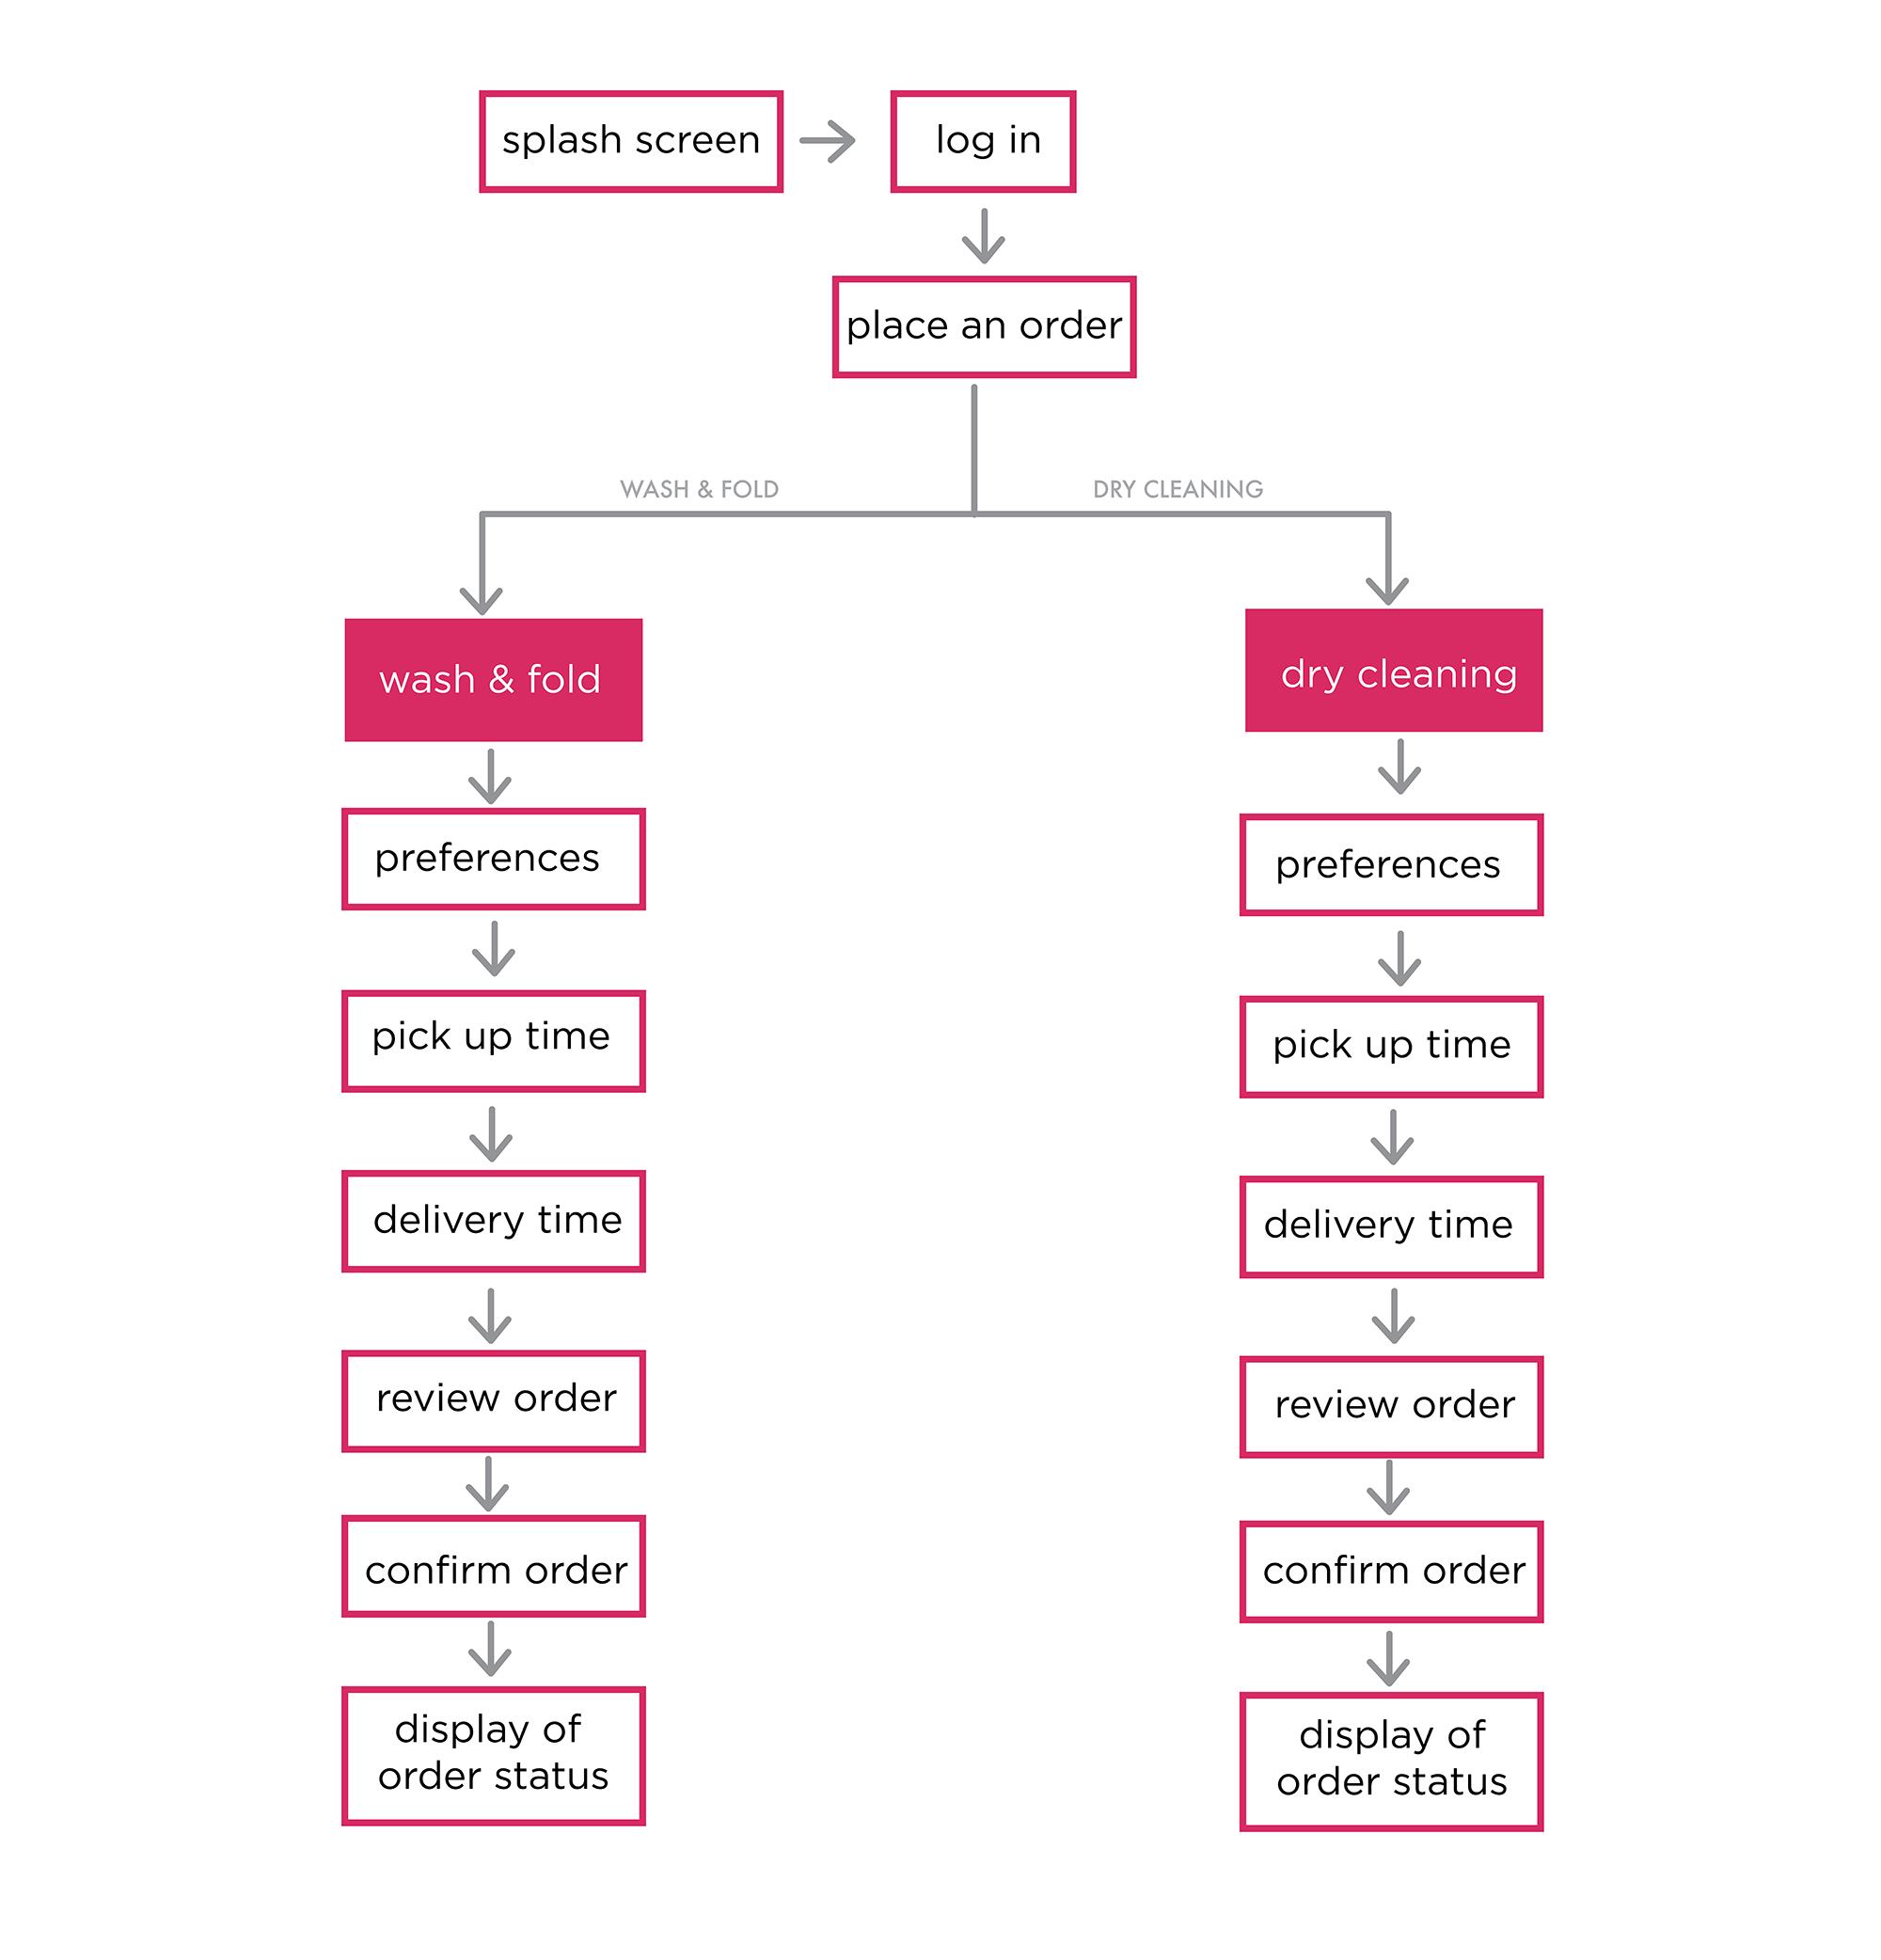 splash screen
log in
place an order
WASH & FOLD
DRY CLEANING
wash & fold
dry cleaning
preferences
preferences
pick up time
pick up time
delivery time
delivery time
review order
review order
confirm order
confirm order
display of
order status
display of
order status